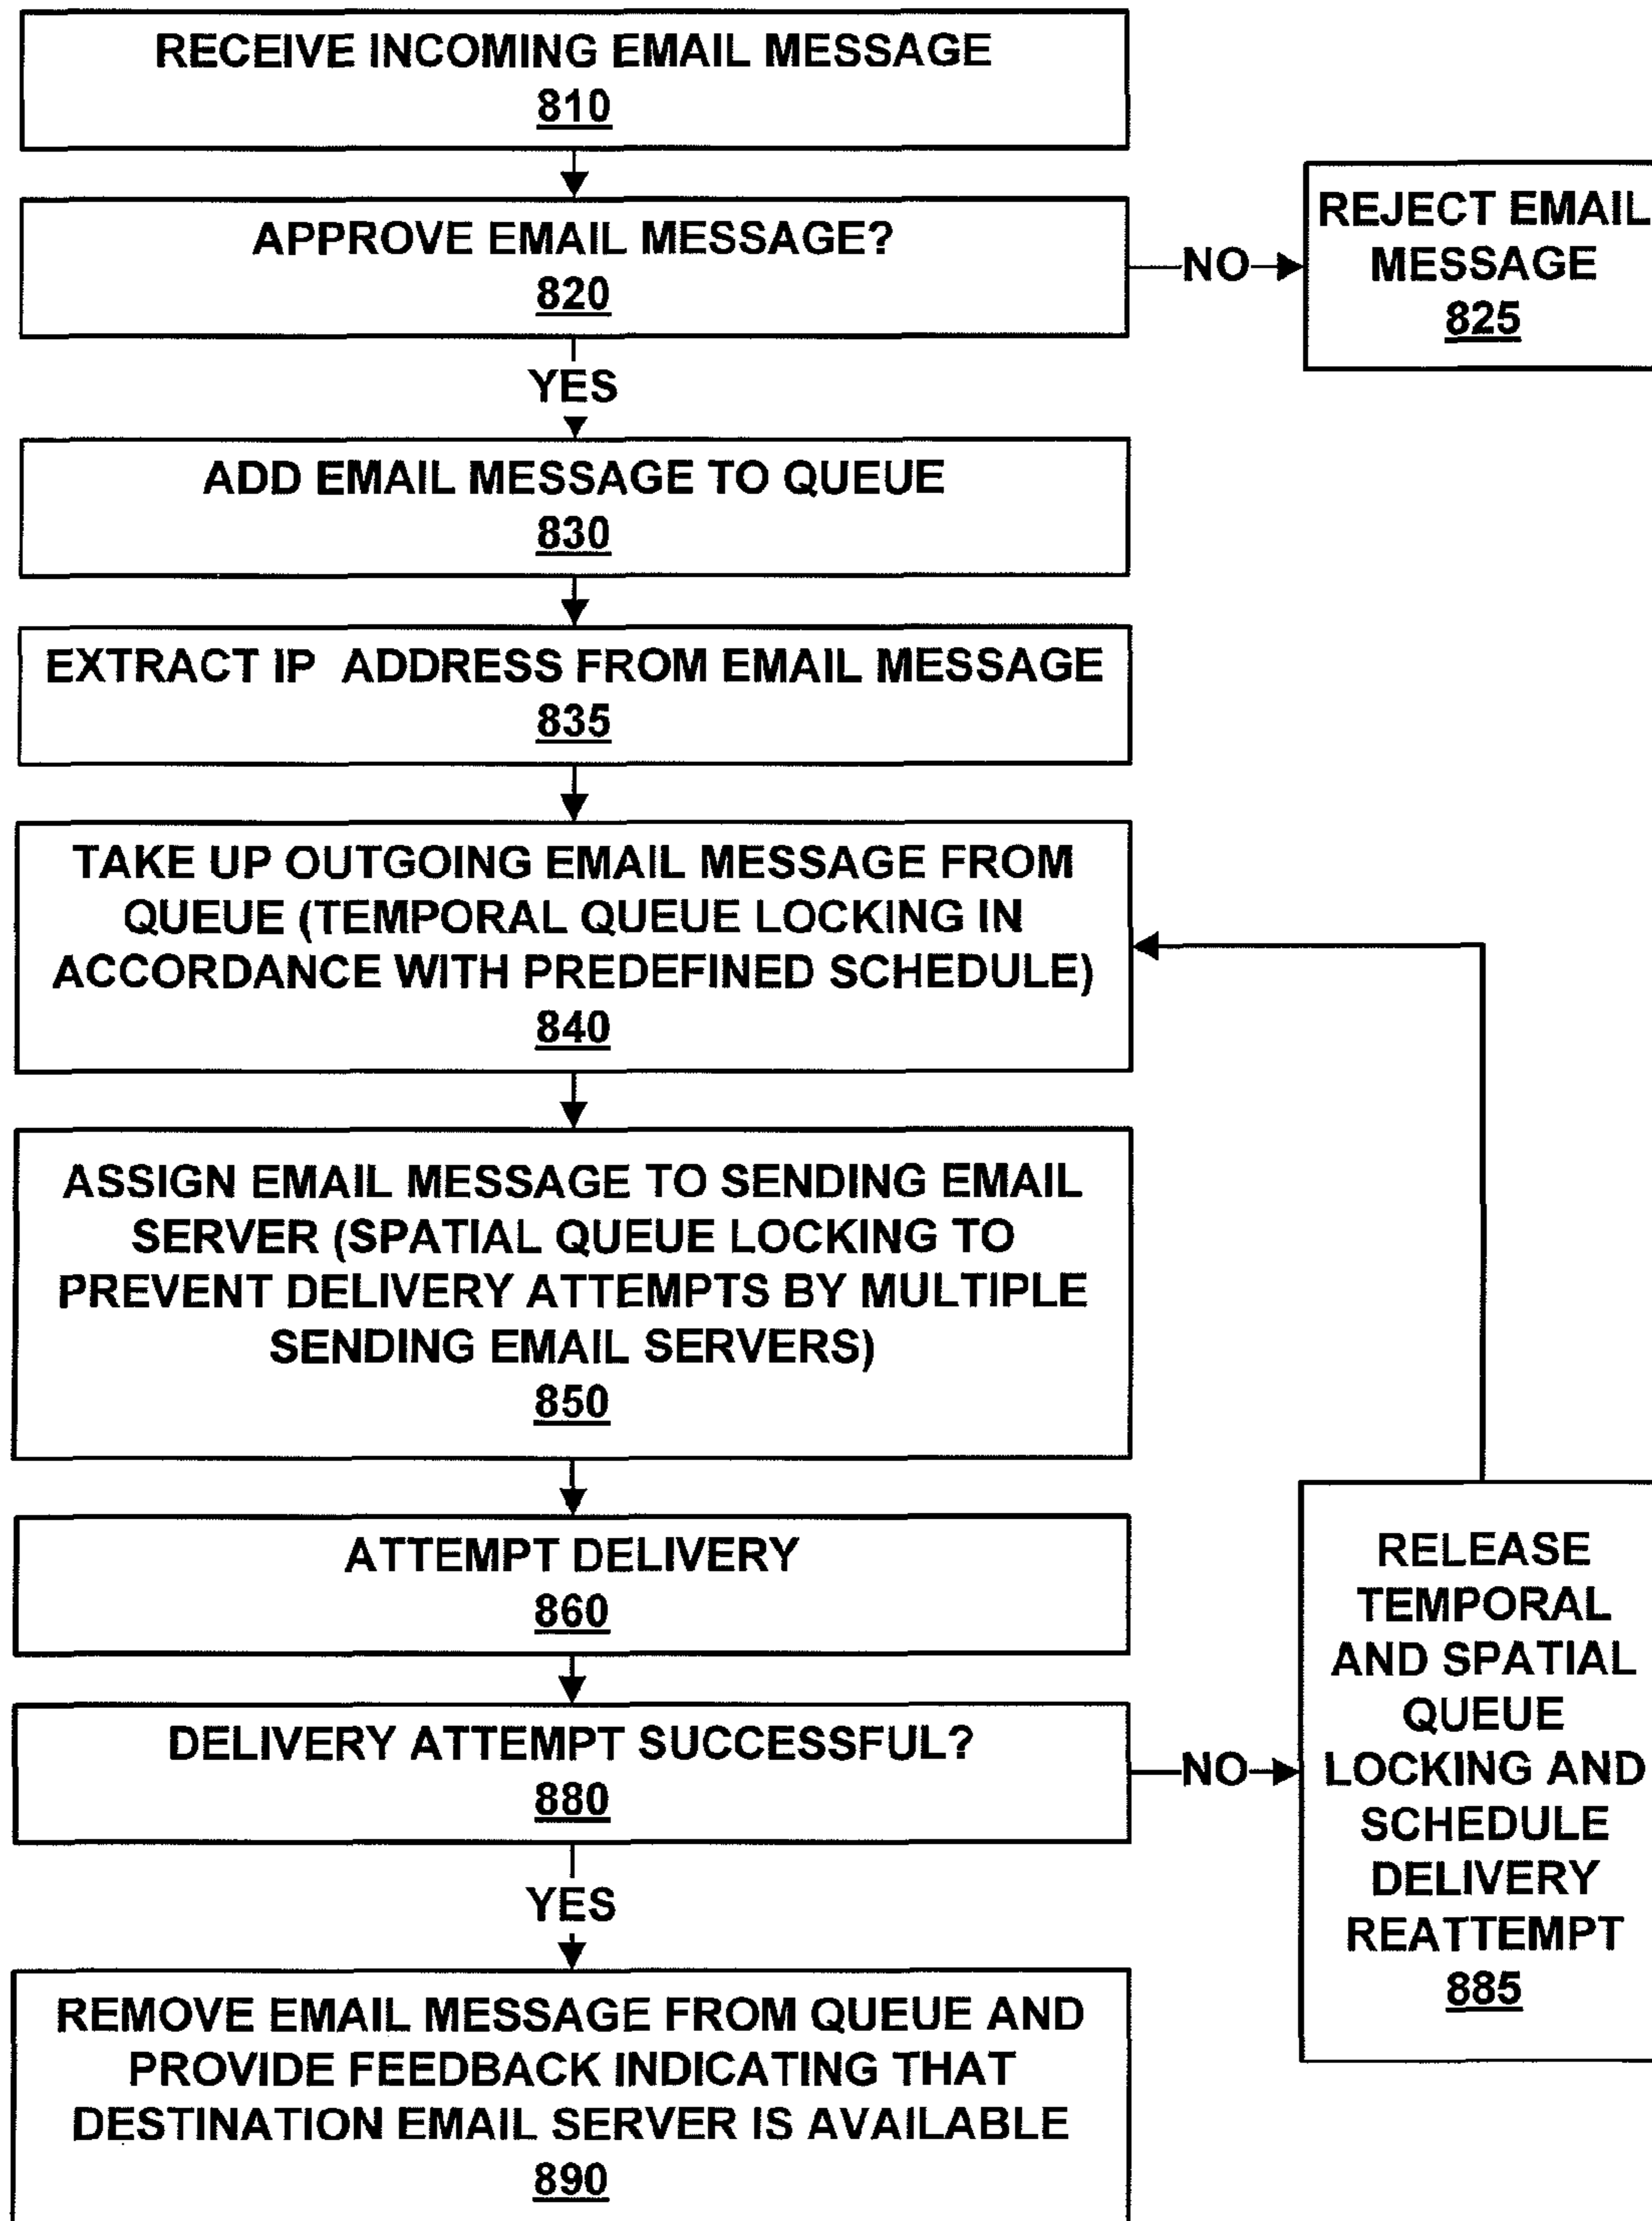 RECEIVE INCOMING EMAIL MESSAGE
810
APPROVE EMAIL MESSAGE?
820
NO
REJECT EMAIL
MESSAGE
825
YES
ADD EMAIL MESSAGE TO QUEUE
830
EXTRACT IP ADDRESS FROM EMAIL MESSAGE
835
TAKE UP OUTGOING EMAIL MESSAGE FROM
QUEUE (TEMPORAL QUEUE LOCKING IN
ACCORDANCE WITH PREDEFINED SCHEDULE)
840
ASSIGN EMAIL MESSAGE TO SENDING EMAIL
SERVER (SPATIAL QUEUE LOCKING TO
PREVENT DELIVERY ATTEMPTS BY MULTIPLE
SENDING EMAIL SERVERS)
850
ATTEMPT DELIVERY
860
DELIVERY ATTEMPT SUCCESSFUL?
880
NO
RELEASE
TEMPORAL
AND SPATIAL
QUEUE
LOCKING AND
SCHEDULE
DELIVERY
REATTEMPT
885
YES
REMOVE EMAIL MESSAGE FROM QUEUE AND
PROVIDE FEEDBACK INDICATING THAT
DESTINATION EMAIL SERVER IS AVAILABLE
890